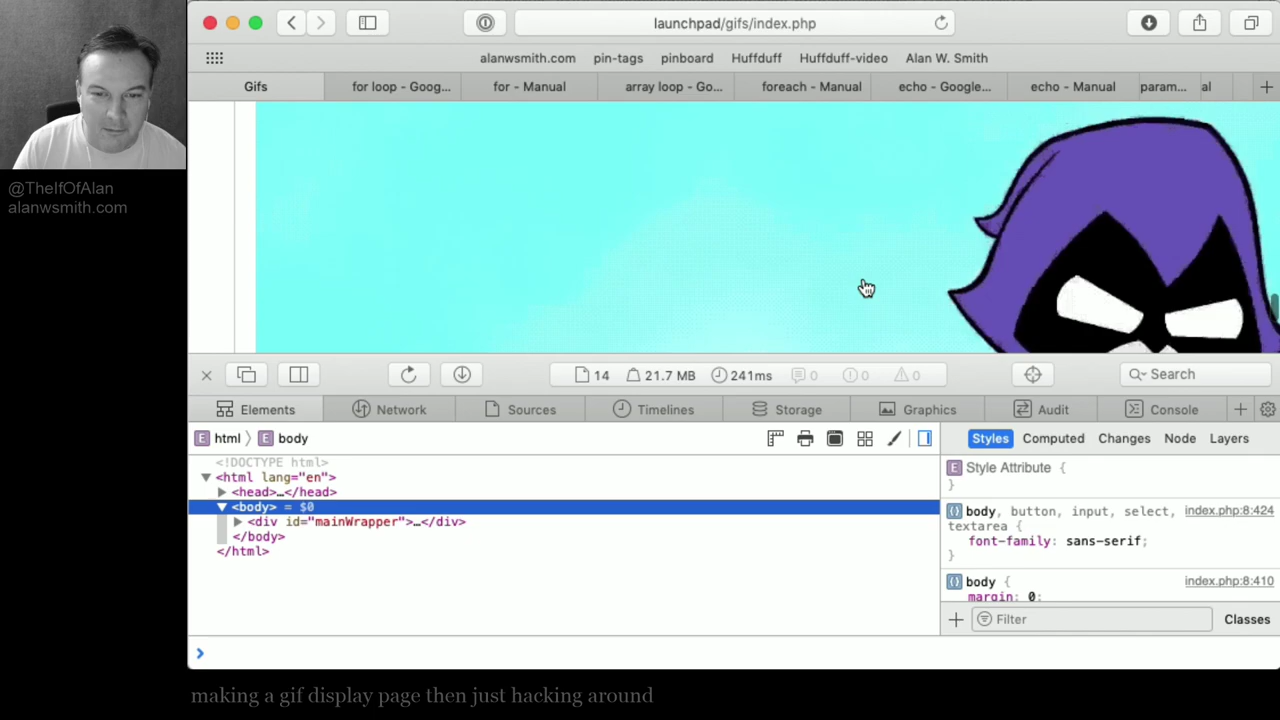 launchpad/gifs/index.php
alanwsmith.com pin-tags pinboard Huffduff Huffduff-video Alan W. Smith
Gifs for loop - Goog... for - Manual array loop - Go... foreach - Manual echo - Google... echo - Manual param... al
@TheIfOfAlan
alanwsmith.com
14 21.7 MB 241ms 0 0 0 Search
Elements Network Sources Timelines Storage Graphics Audit Console
E html E body Styles Computed Changes Node Layers
<!DOCTYPE html>
<html lang="en">
<head>…</head>
<body> = $0
<div id="mainWrapper">…</div>
</body>
</html>
E Style Attribute {
}
body, button, input, select, index.php:8:424
textarea {
font-family: sans-serif;
}
body { index.php:8:410
margin: 0;
Filter Classes
making a gif display page then just hacking around